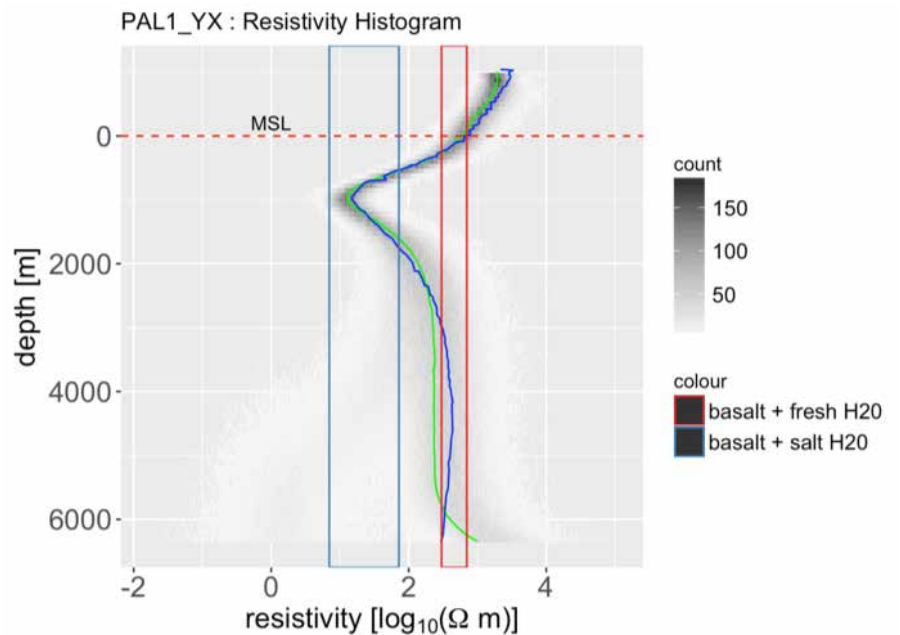 PAL1_YX : Resistivity Histogram
MSL
0
2000
4000
6000
depth [m]
-2
0
2
4
resistivity [log10(Ω m)]
count
150
100
50
colour
basalt + fresh H20
basalt + salt H20